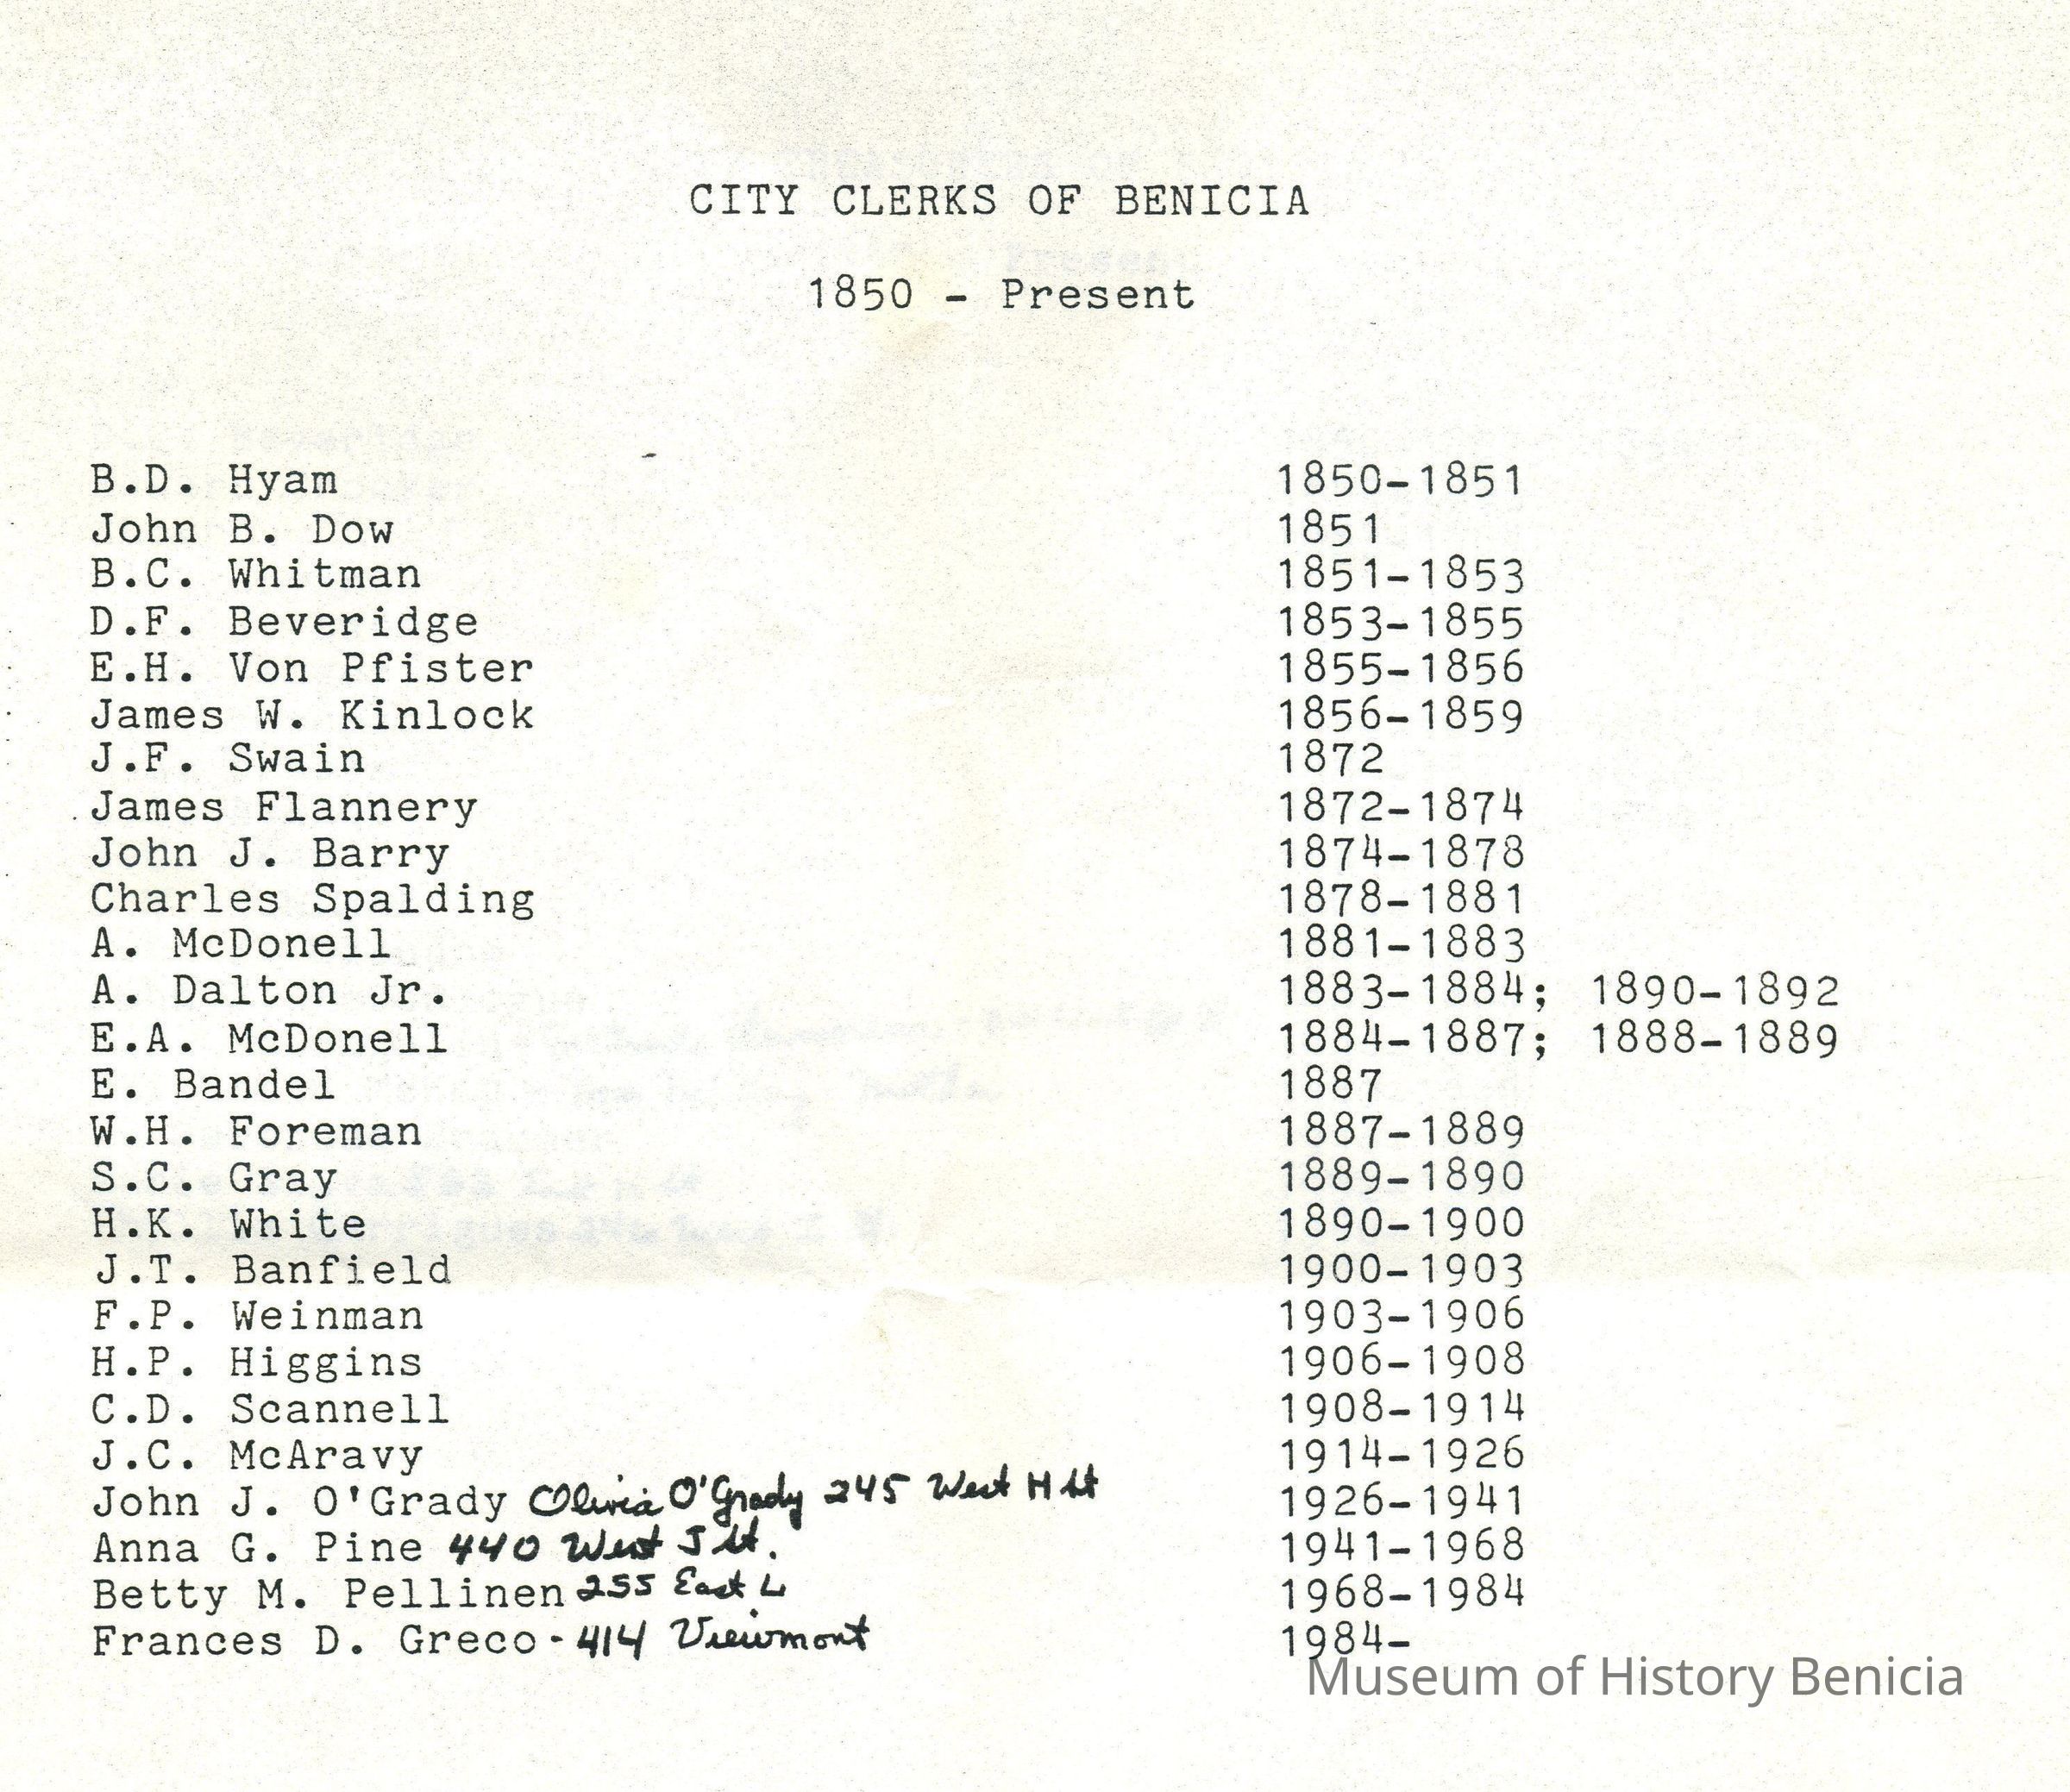 CITY CLERKS OF BENICIA
1850 - Present
B.D. Hyam 1850-1851
John B. Dow 1851
B.C. Whitman 1851-1853
D.F. Beveridge 1853-1855
E.H. Von Pfister 1855-1856
James W. Kinlock 1856-1859
J.F. Swain 1872
James Flannery 1872-1874
John J. Barry 1874-1878
Charles Spalding 1878-1881
A. McDonell 1881-1883
A. Dalton Jr. 1883-1884; 1890-1892
E.A. McDonell 1884-1887; 1888-1889
E. Bandel 1887
W.H. Foreman 1887-1889
S.C. Gray 1889-1890
H.K. White 1890-1900
J.T. Banfield 1900-1903
F.P. Weinman 1903-1906
H.P. Higgins 1906-1908
C.D. Scannell 1908-1914
J.C. McAravy 1914-1926
John J. O'Grady Olivia O'Grady 245 West H St 1926-1941
Anna G. Pine 440 West J St. 1941-1968
Betty M. Pellinen 255 East L 1968-1984
Frances D. Greco - 414 Viewmont 1984-
Museum of History Benicia